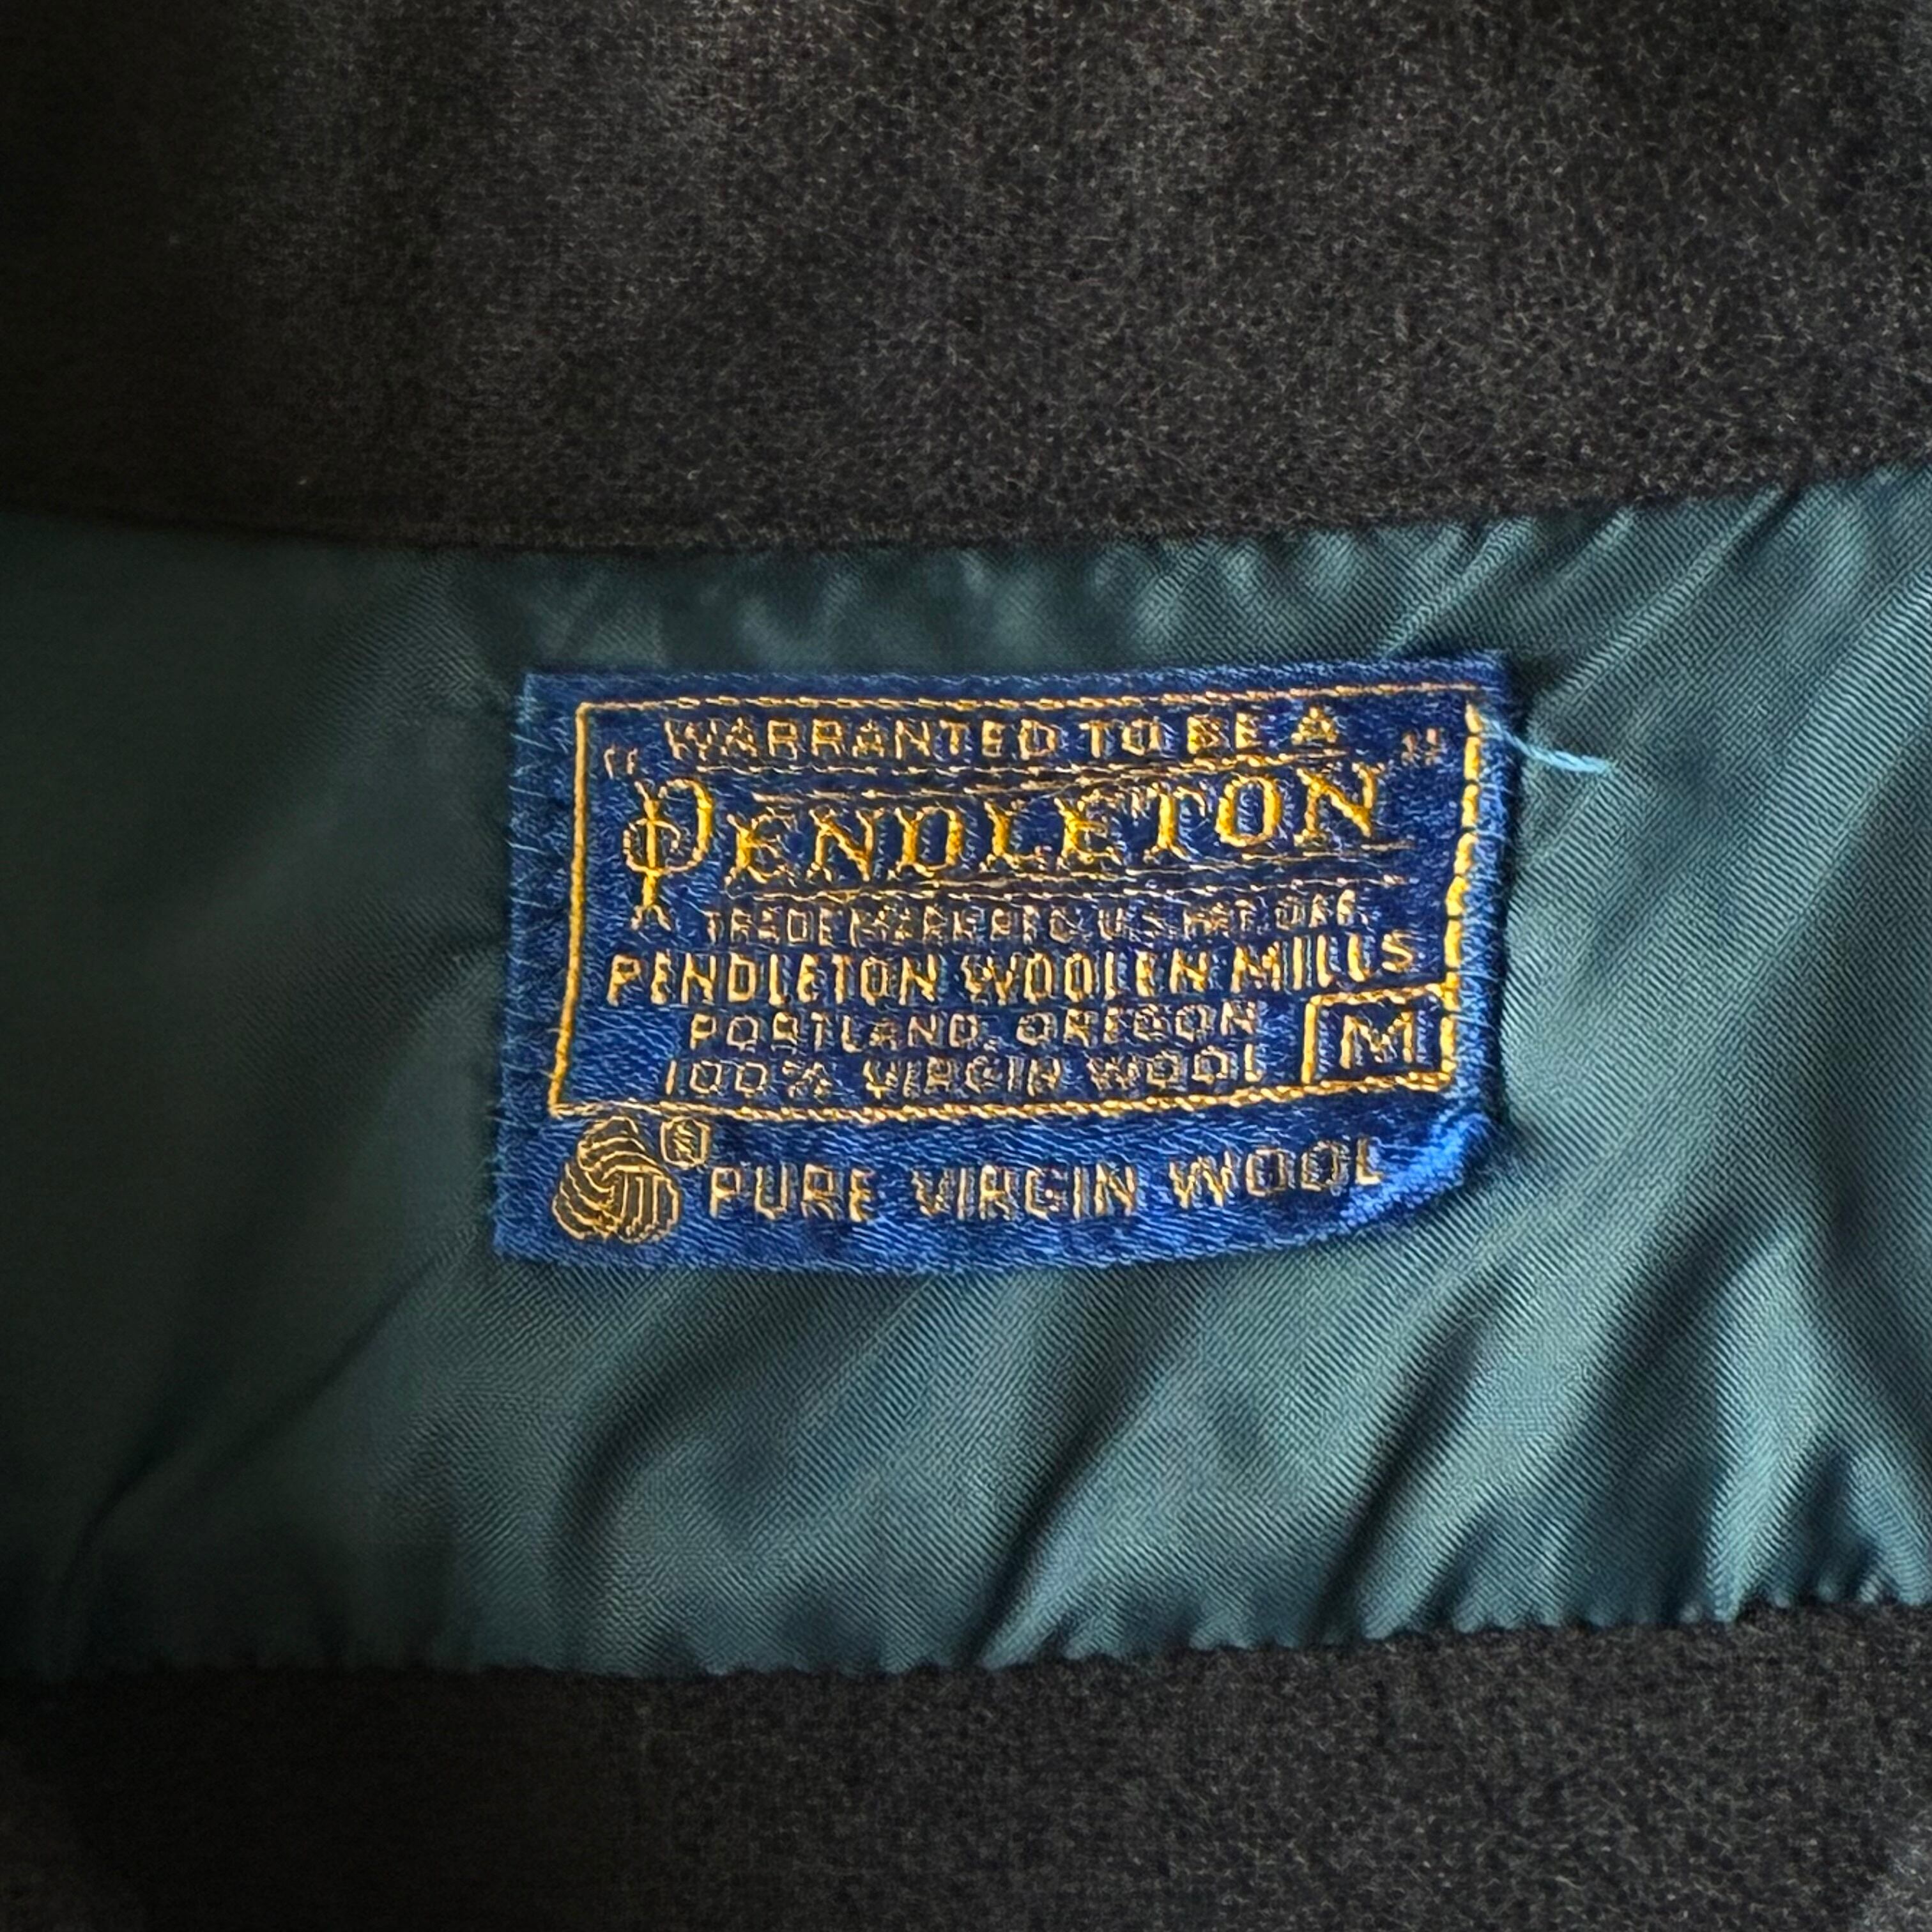 WARRANTED TO BE A
"PENDLETON"
TRADE MARK REG. U.S. PAT. OFF.
PENDLETON WOOLEN MILLS
PORTLAND, OREGON
100% VIRGIN WOOL
M
® PURE VIRGIN WOOL